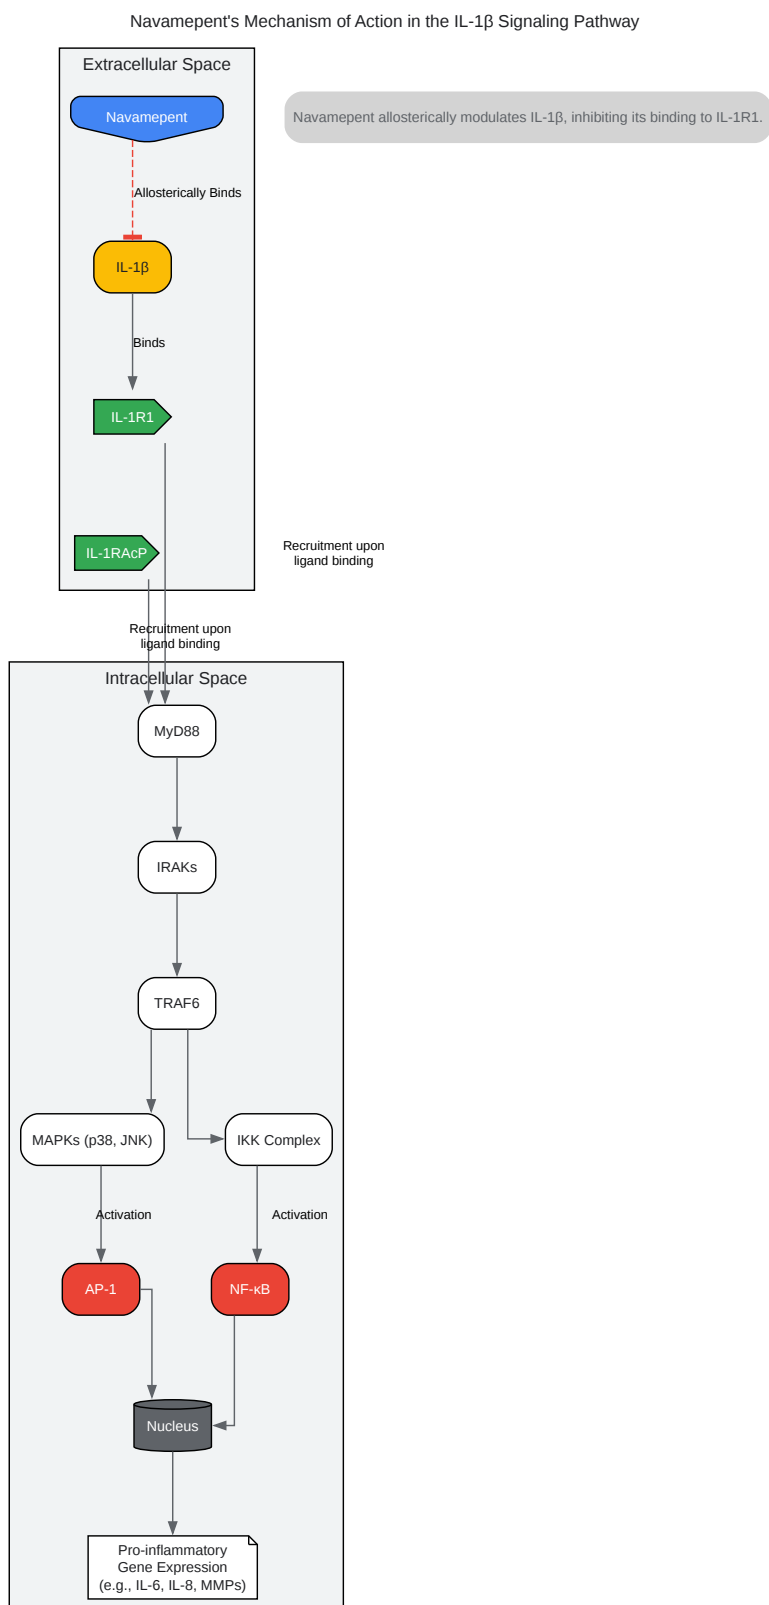 Navamepent's Mechanism of Action in the IL-1β Signaling Pathway
Extracellular Space
Navamepent
Navamepent allosterically modulates IL-1β, inhibiting its binding to IL-1R1.
Allosterically Binds
IL-1β
Binds
IL-1R1
IL-1RAcP
Recruitment upon
ligand binding
Recruitment upon
ligand binding
Intracellular Space
MyD88
IRAKs
TRAF6
MAPKs (p38, JNK)
IKK Complex
Activation
Activation
AP-1
NF-κB
Nucleus
Pro-inflammatory
Gene Expression
(e.g., IL-6, IL-8, MMPs)